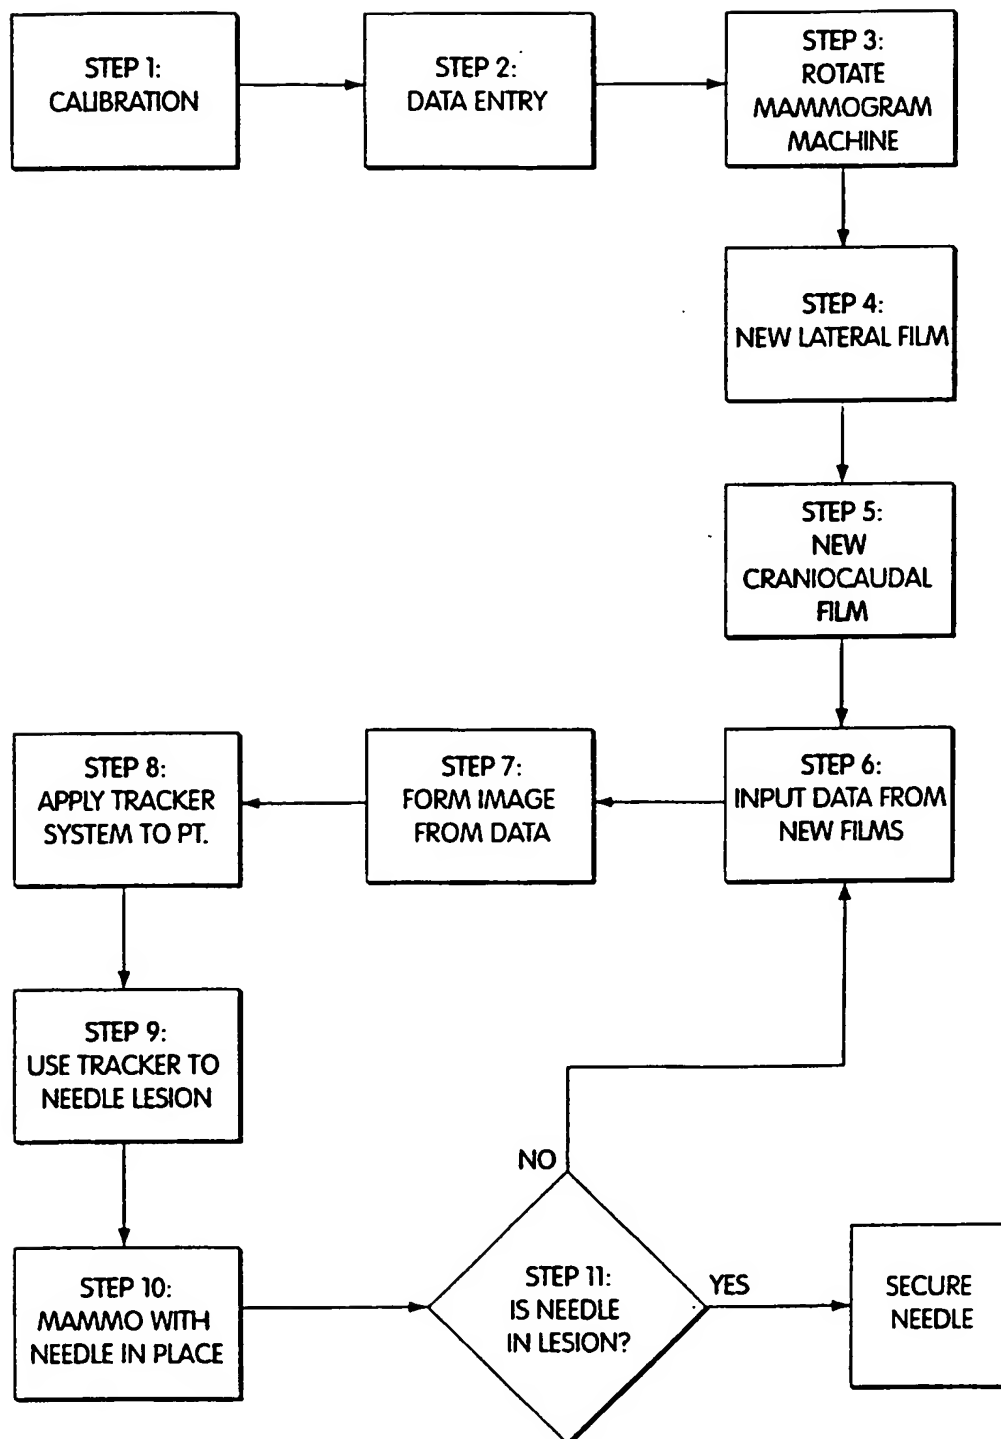 STEP 1:
CALIBRATION
STEP 2:
DATA ENTRY
STEP 3:
ROTATE
MAMMOGRAM
MACHINE
STEP 4:
NEW LATERAL FILM
STEP 5:
NEW
CRANIOCAUDAL
FILM
STEP 6:
INPUT DATA FROM
NEW FILMS
STEP 7:
FORM IMAGE
FROM DATA
STEP 8:
APPLY TRACKER
SYSTEM TO PT.
STEP 9:
USE TRACKER TO
NEEDLE LESION
STEP 10:
MAMMO WITH
NEEDLE IN PLACE
STEP 11:
IS NEEDLE
IN LESION?
NO
YES
SECURE
NEEDLE